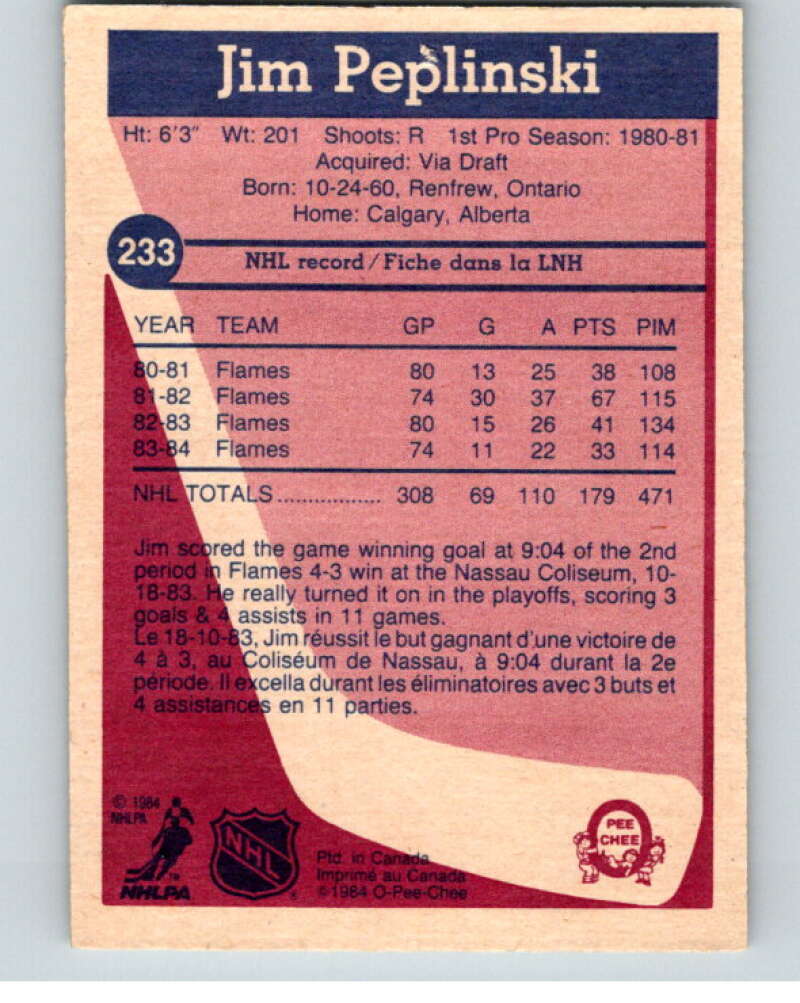 Jim Peplinski
Ht: 6'3" Wt: 201 Shoots: R 1st Pro Season: 1980-81
Acquired: Via Draft
Born: 10-24-60, Renfrew, Ontario
Home: Calgary, Alberta
233
NHL record/Fiche dans la LNH
YEAR TEAM GP G A PTS PIM
80-81 Flames 80 13 25 38 108
81-82 Flames 74 30 37 67 115
82-83 Flames 80 15 26 41 134
83-84 Flames 74 11 22 33 114
NHL TOTALS................. 308 69 110 179 471
Jim scored the game winning goal at 9:04 of the 2nd
period in Flames 4-3 win at the Nassau Coliseum, 10-
18-83. He really turned it on in the playoffs, scoring 3
goals & 4 assists in 11 games.
Le 18-10-83, Jim réussit le but gagnant d'une victoire de
4 à 3, au Coliséum de Nassau, à 9:04 durant la 2e
période. Il excella durant les éliminatoires avec 3 buts et
4 assistances en 11 parties.
© 1984
NHLPA
NHLPA
NHL
Ptd. in Canada
Imprimé au Canada
© 1984 O-Pee-Chee
PEE
CHEE